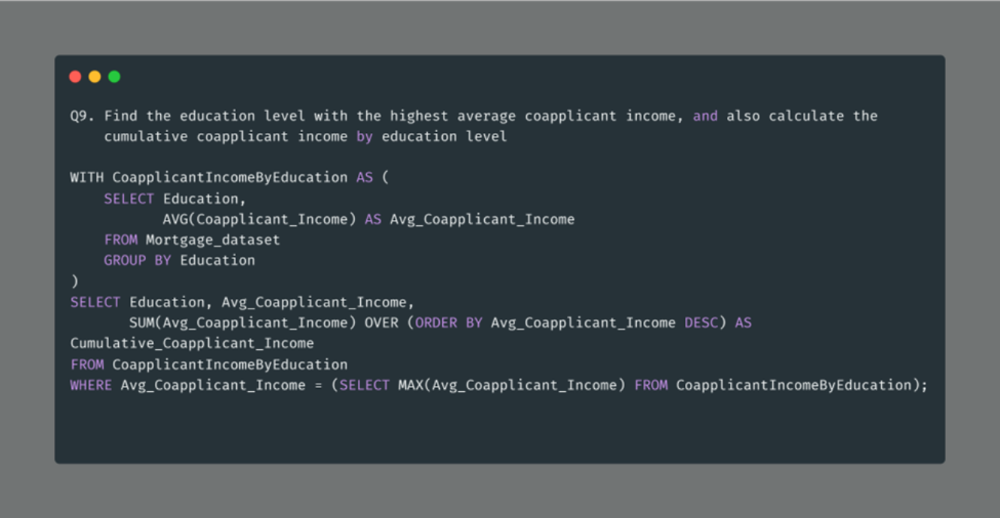 Q9. Find the education level with the highest average coapplicant income, and also calculate the
cumulative coapplicant income by education level
WITH CoapplicantIncomeByEducation AS (
SELECT Education,
AVG(Coapplicant_Income) AS Avg_Coapplicant_Income
FROM Mortgage_dataset
GROUP BY Education
)
SELECT Education, Avg_Coapplicant_Income,
SUM(Avg_Coapplicant_Income) OVER (ORDER BY Avg_Coapplicant_Income DESC) AS
Cumulative_Coapplicant_Income
FROM CoapplicantIncomeByEducation
WHERE Avg_Coapplicant_Income = (SELECT MAX(Avg_Coapplicant_Income) FROM CoapplicantIncomeByEducation);